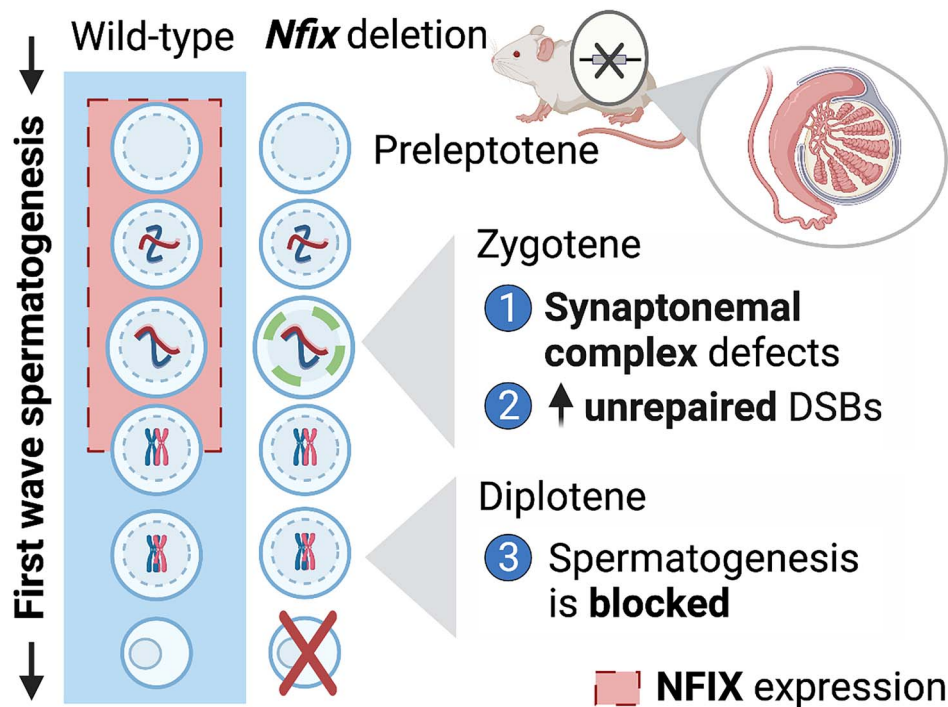 Wild-type
Nfix deletion
First wave spermatogenesis
Preleptotene
Zygotene
1 Synaptonemal
complex defects
2 ↑ unrepaired DSBs
Diplotene
3 Spermatogenesis
is blocked
NFIX expression